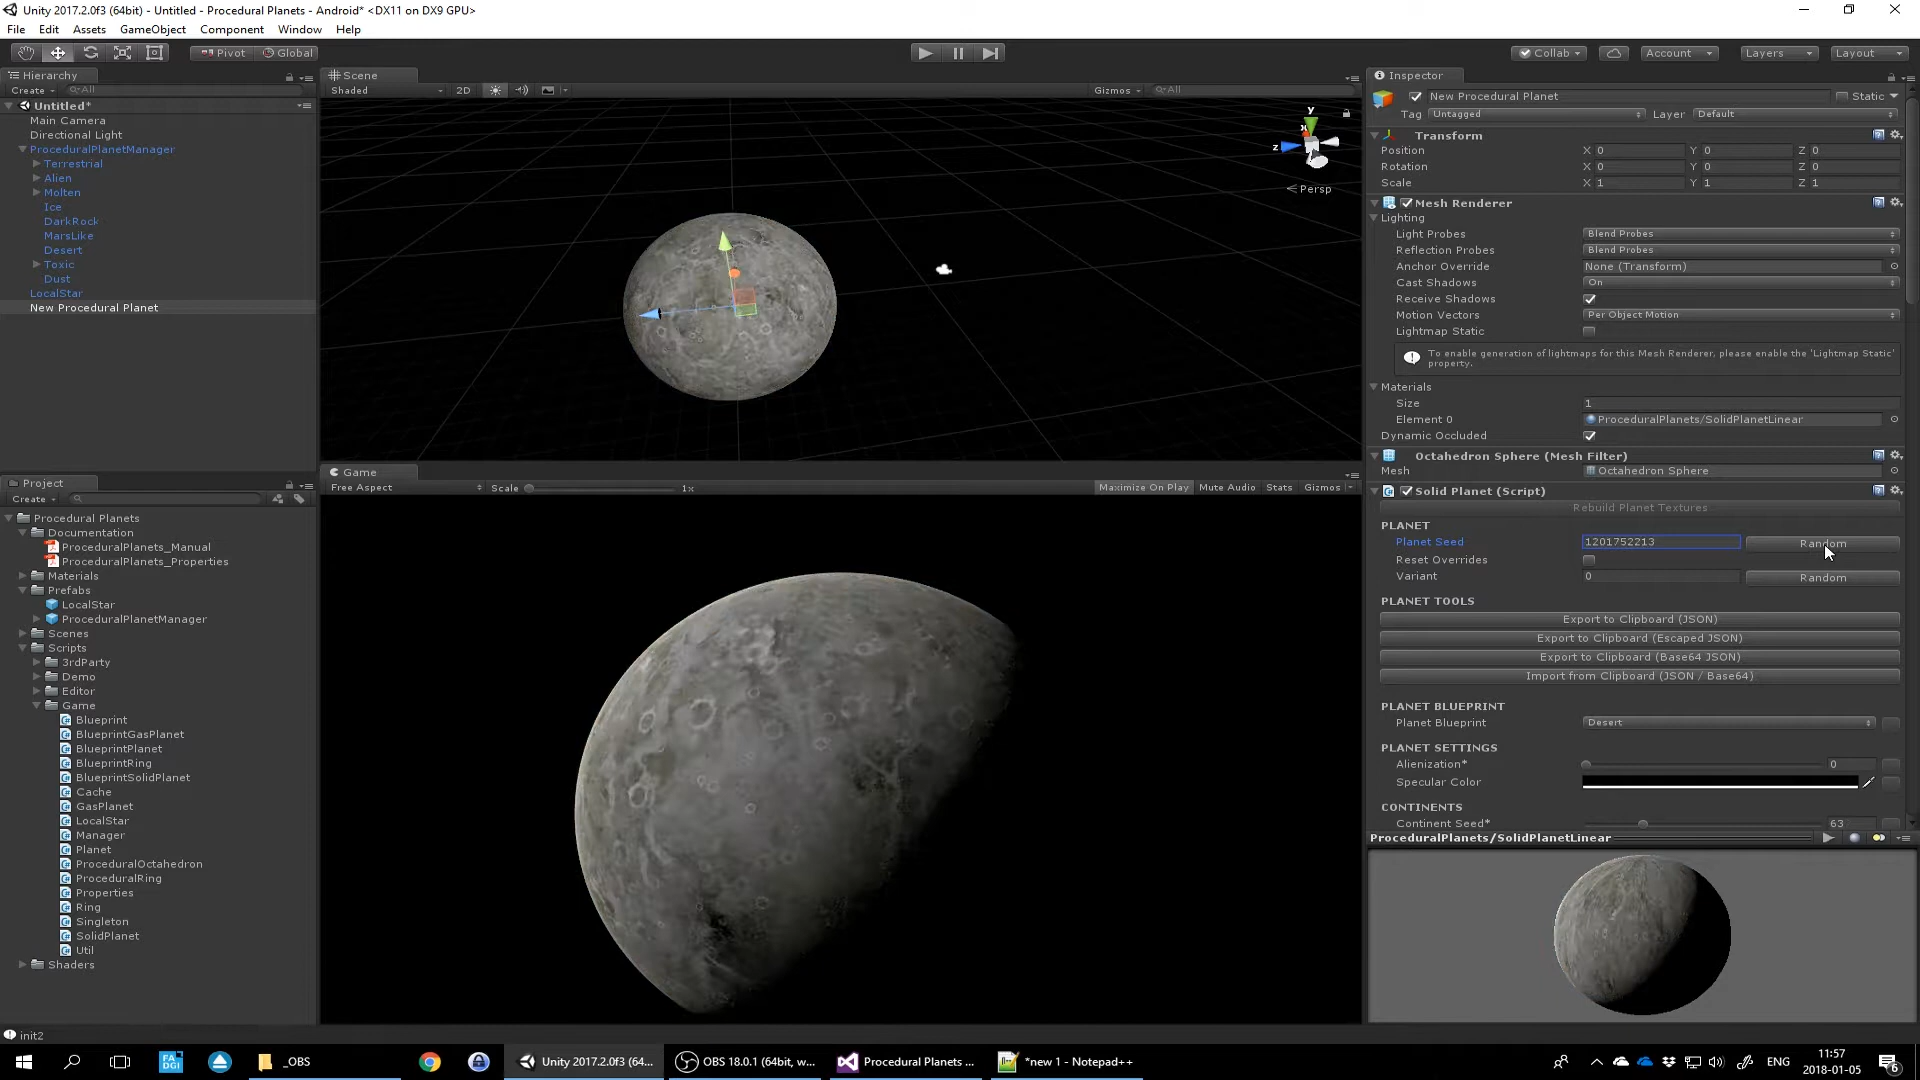 Unity 2017.2.0f3 (64bit) - Untitled - Procedural Planets - Android* <DX11 on DX9 GPU>
File Edit Assets GameObject Component Window Help
Pivot Global Collab Account Layers Layout
Hierarchy
Create All
Untitled*
Main Camera
Directional Light
ProceduralPlanetManager
Terrestrial
Alien
Molten
Ice
DarkRock
MarsLike
Desert
Toxic
Dust
LocalStar
New Procedural Planet
Project
Create
Procedural Planets
Documentation
ProceduralPlanets_Manual
ProceduralPlanets_Properties
Materials
Prefabs
LocalStar
ProceduralPlanetManager
Scenes
Scripts
3rdParty
Demo
Editor
Game
Blueprint
BlueprintGasPlanet
BlueprintPlanet
BlueprintRing
BlueprintSolidPlanet
Cache
GasPlanet
LocalStar
Manager
Planet
ProceduralOctahedron
ProceduralRing
Properties
Ring
Singleton
SolidPlanet
Util
Shaders
Scene
Shaded 2D Gizmos All
y
x
z
Persp
Game
Free Aspect Scale 1x Maximize On Play Mute Audio Stats Gizmos
Inspector
New Procedural Planet Static
Tag Untagged Layer Default
Transform
Position X 0 Y 0 Z 0
Rotation X 0 Y 0 Z 0
Scale X 1 Y 1 Z 1
Mesh Renderer
Lighting
Light Probes Blend Probes
Reflection Probes Blend Probes
Anchor Override None (Transform)
Cast Shadows On
Receive Shadows
Motion Vectors Per Object Motion
Lightmap Static
To enable generation of lightmaps for this Mesh Renderer, please enable the 'Lightmap Static'
property.
Materials
Size 1
Element 0 ProceduralPlanets/SolidPlanetLinear
Dynamic Occluded
Octahedron Sphere (Mesh Filter)
Mesh Octahedron Sphere
Solid Planet (Script)
Rebuild Planet Textures
PLANET
Planet Seed 1201752213 Random
Reset Overrides
Variant 0 Random
PLANET TOOLS
Export to Clipboard (JSON)
Export to Clipboard (Escaped JSON)
Export to Clipboard (Base64 JSON)
Import from Clipboard (JSON / Base64)
PLANET BLUEPRINT
Planet Blueprint Desert
PLANET SETTINGS
Alienization* 0
Specular Color
CONTINENTS
Continent Seed* 63
ProceduralPlanets/SolidPlanetLinear
init2
FADGI _OBS Unity 2017.2.0f3 (64... OBS 18.0.1 (64bit, w... Procedural Planets ... *new 1 - Notepad++ ENG 11:57
2018-01-05 6